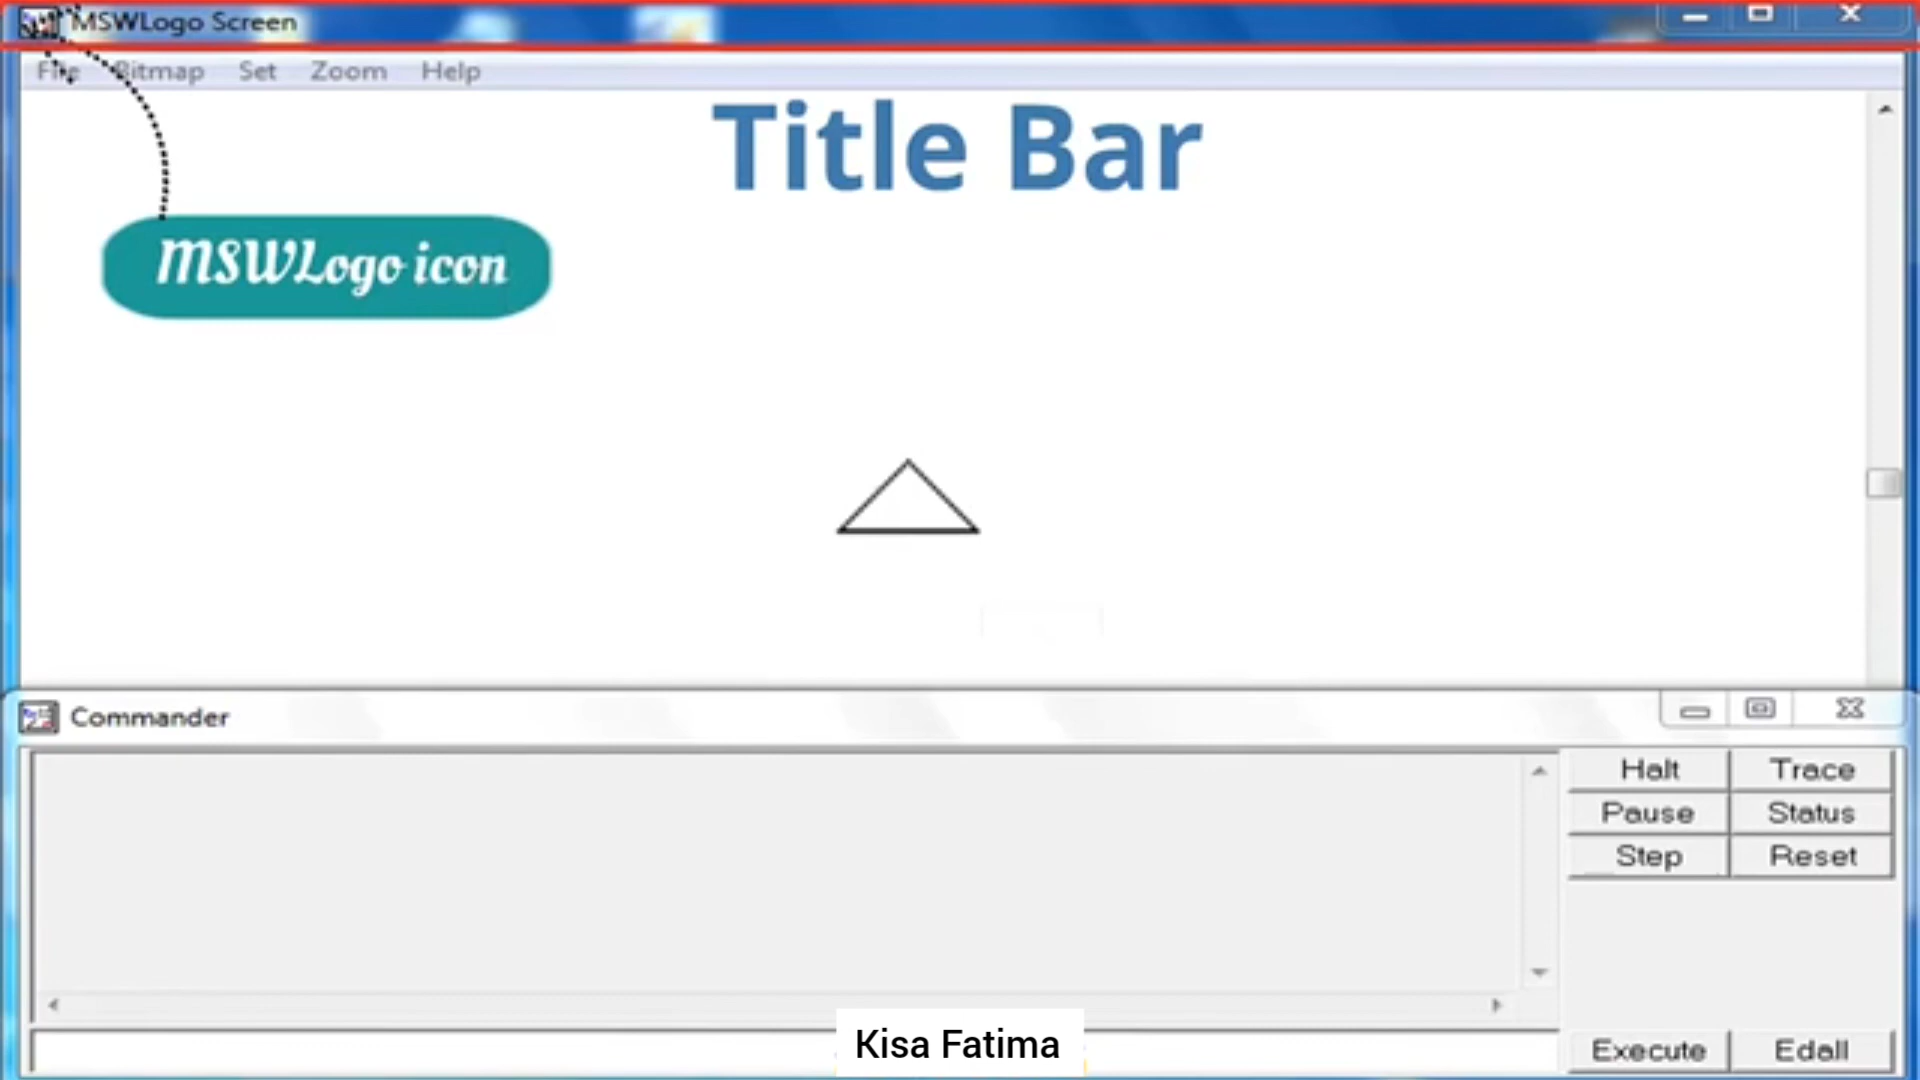 MSWLogo Screen
File Bitmap Set Zoom Help
Title Bar
MSWLogo icon
Commander
Halt Trace
Pause Status
Step Reset
Kisa Fatima
Execute Edall